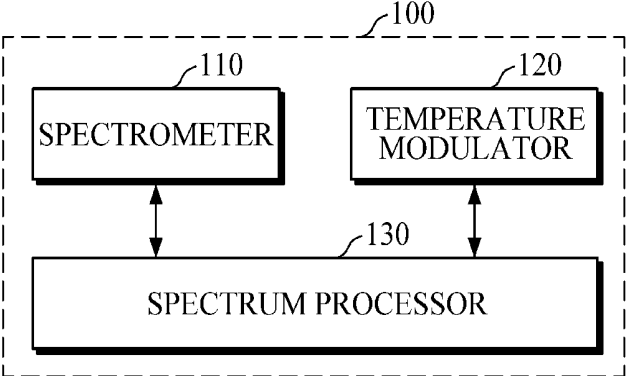 100
110
120
SPECTROMETER
TEMPERATURE
MODULATOR
130
SPECTRUM PROCESSOR